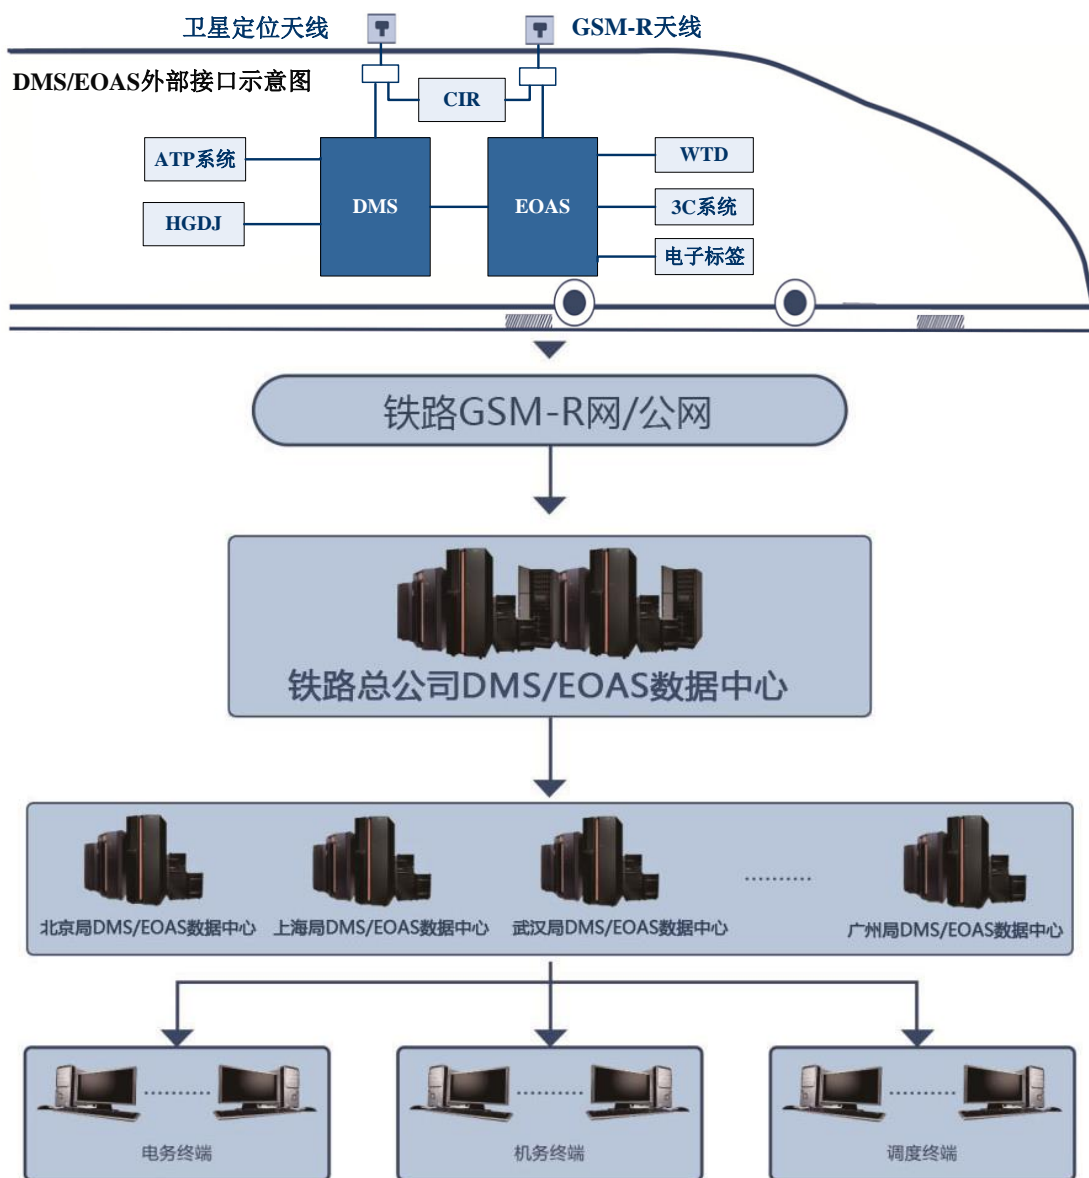 卫星定位天线
GSM-R天线
DMS/EOAS外部接口示意图
CIR
ATP系统
WTD
DMS
EOAS
3C系统
HGDJ
电子标签
铁路GSM-R网/公网
铁路总公司DMS/EOAS数据中心
..........
北京局DMS/EOAS数据中心
上海局DMS/EOAS数据中心
武汉局DMS/EOAS数据中心
广州局DMS/EOAS数据中心
..........
..........
..........
电务终端
机务终端
调度终端